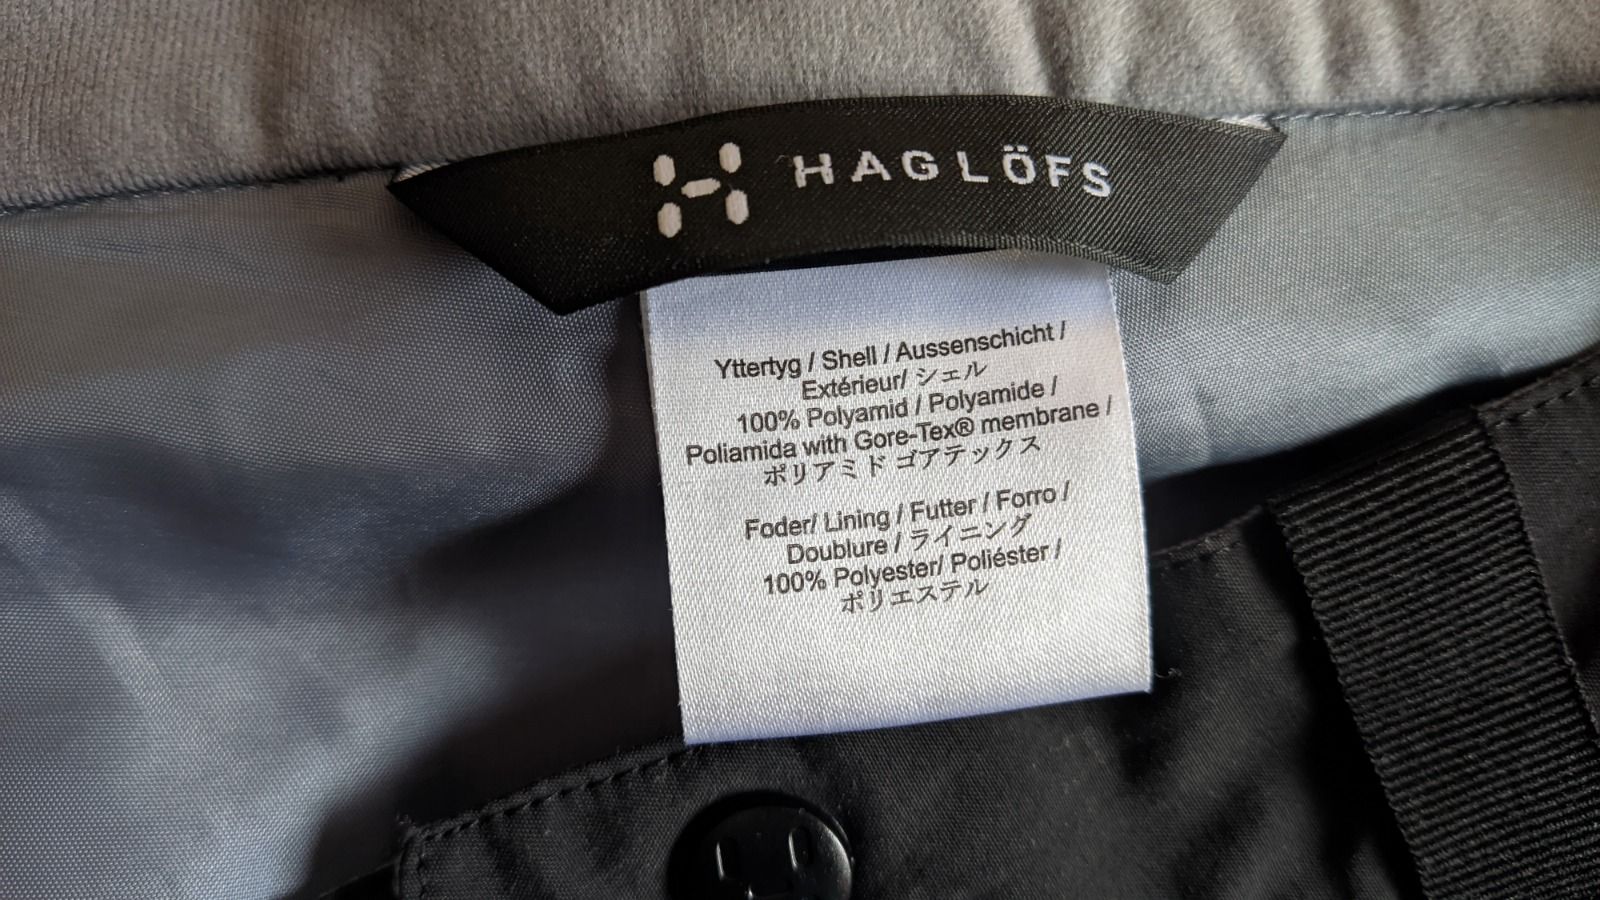 HAGLÖFS
Yttertyg / Shell / Aussenschicht /
Extérieur/ シェル
100% Polyamid / Polyamide /
Poliamida with Gore-Tex® membrane /
ポリアミド ゴアテックス
Foder/ Lining / Futter / Forro /
Doublure / ライニング
100% Polyester/ Poliéster /
ポリエステル